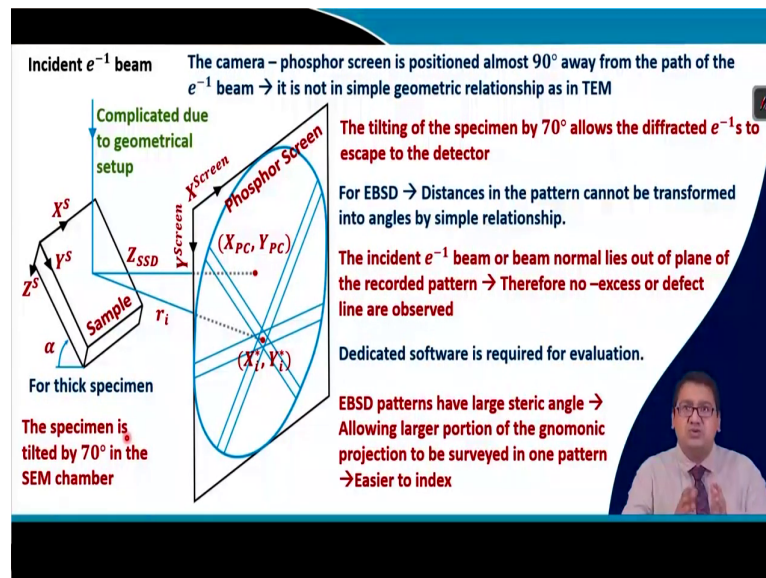 Incident e⁻¹ beam
The camera – phosphor screen is positioned almost 90° away from the path of the
e⁻¹ beam → it is not in simple geometric relationship as in TEM
Complicated due
to geometrical
setup
The tilting of the specimen by 70° allows the diffracted e⁻¹s to
escape to the detector
For EBSD → Distances in the pattern cannot be transformed
into angles by simple relationship.
The incident e⁻¹ beam or beam normal lies out of plane of
the recorded pattern → Therefore no –excess or defect
line are observed
Dedicated software is required for evaluation.
EBSD patterns have large steric angle →
Allowing larger portion of the gnomonic
projection to be surveyed in one pattern
→Easier to index
X^Screen
Phosphor Screen
Y^Screen
(X_PC, Y_PC)
Z_SSD
r_i
(X_i^*, Y_i^*)
X^S
Y^S
Z^S
Sample
α
For thick specimen
The specimen is
tilted by 70° in the
SEM chamber